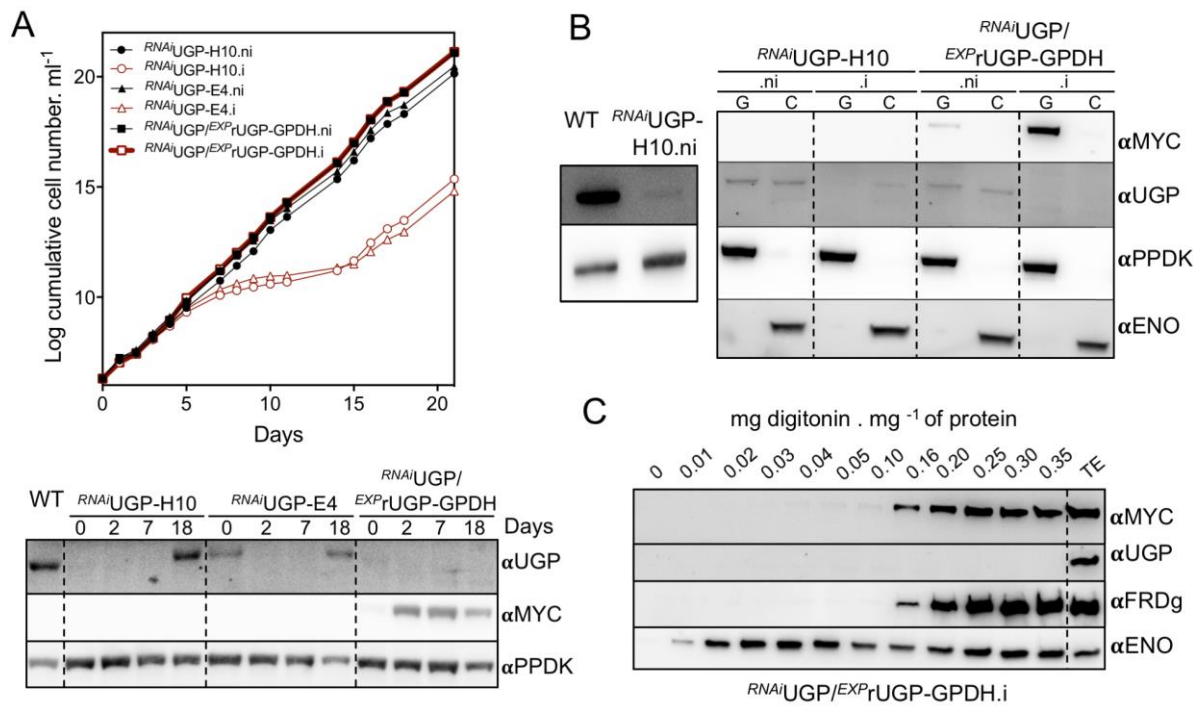 A
RNAiUGP-H10.ni
RNAiUGP-H10.i
RNAiUGP-E4.ni
RNAiUGP-E4.i
RNAiUGP/EXPrUGP-GPDH.ni
RNAiUGP/EXPrUGP-GPDH.i
Log cumulative cell number. ml-1
20
15
10
0 5 10 15 20
Days
WT RNAiUGP-H10 RNAiUGP-E4 RNAiUGP/
EXPrUGP-GPDH
0 2 7 18 0 2 7 18 0 2 7 18 Days
αUGP
αMYC
αPPDK
B
WT RNAiUGP-
H10.ni
RNAiUGP-H10 RNAiUGP/
EXPrUGP-GPDH
.ni .i .ni .i
G C G C G C G C
αMYC
αUGP
αPPDK
αENO
C
mg digitonin . mg -1 of protein
0 0.01 0.02 0.03 0.04 0.05 0.10 0.16 0.20 0.25 0.30 0.35 TE
αMYC
αUGP
αFRDg
αENO
RNAiUGP/EXPrUGP-GPDH.i